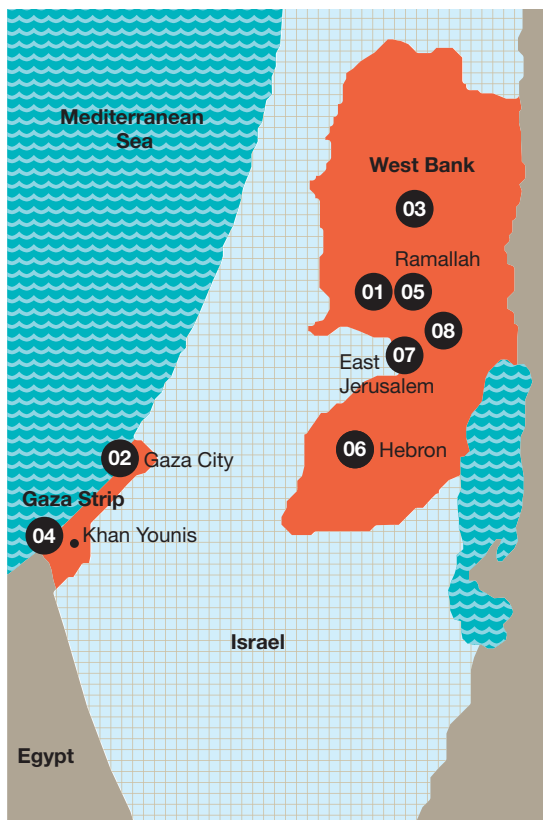 Mediterranean
Sea
West Bank
03
Ramallah
01
05
08
07
East
Jerusalem
02
Gaza City
06
Hebron
Gaza Strip
04
Khan Younis
Israel
Egypt